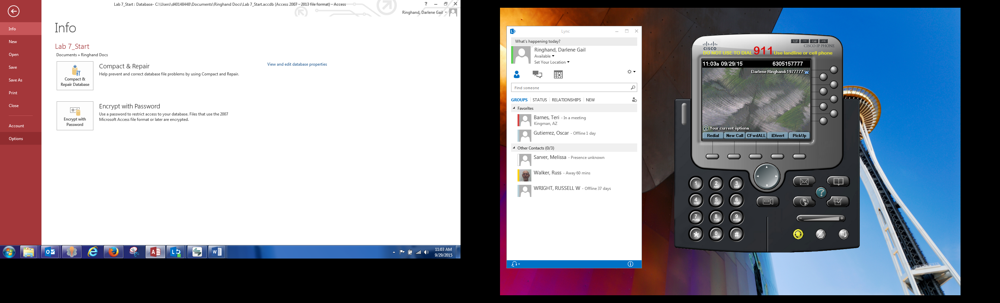 Lab 7_Start : Database- C:\Users\d40148448\Documents\Ringhand Docs\Lab 7_Start.accdb (Access 2007 - 2013 file format) - Access
?
Ringhand, Darlene Gail
Info
New
Open
Save
Save As
Print
Close
Account
Options
Info
Lab 7_Start
Documents » Ringhand Docs
Compact &
Repair Database
Compact & Repair
Help prevent and correct database file problems by using Compact and Repair.
View and edit database properties
Encrypt with
Password
Encrypt with Password
Use a password to restrict access to your database. Files that use the 2007
Microsoft Access file format or later are encrypted.
11:03 AM
9/29/2015
Lync
What's happening today?
Ringhand, Darlene Gail
Available
Set Your Location
Find someone
GROUPS STATUS RELATIONSHIPS NEW
Favorites
Barnes, Teri - In a meeting
Kingman, AZ
Gutierrez, Oscar - Offline 1 day
Other Contacts (0/3)
Sarver, Melissa - Presence unknown
Walker, Russ - Away 60 mins
WRIGHT, RUSSELL W - Offline 37 days
CISCO
CISCO IP PHONE
DO NOT USE TO DIAL 911 Use landline or cell phone
11:03a 09/29/15 6305157777
Darlene Ringhand-1977777
Your current options
Redial New Call CFwdALL iDivert PickUp
1 2 ABC 3 DEF
4 GHI 5 JKL 6 MNO
7 PQRS 8 TUV 9 WXYZ
* 0 OPER #
?
- +